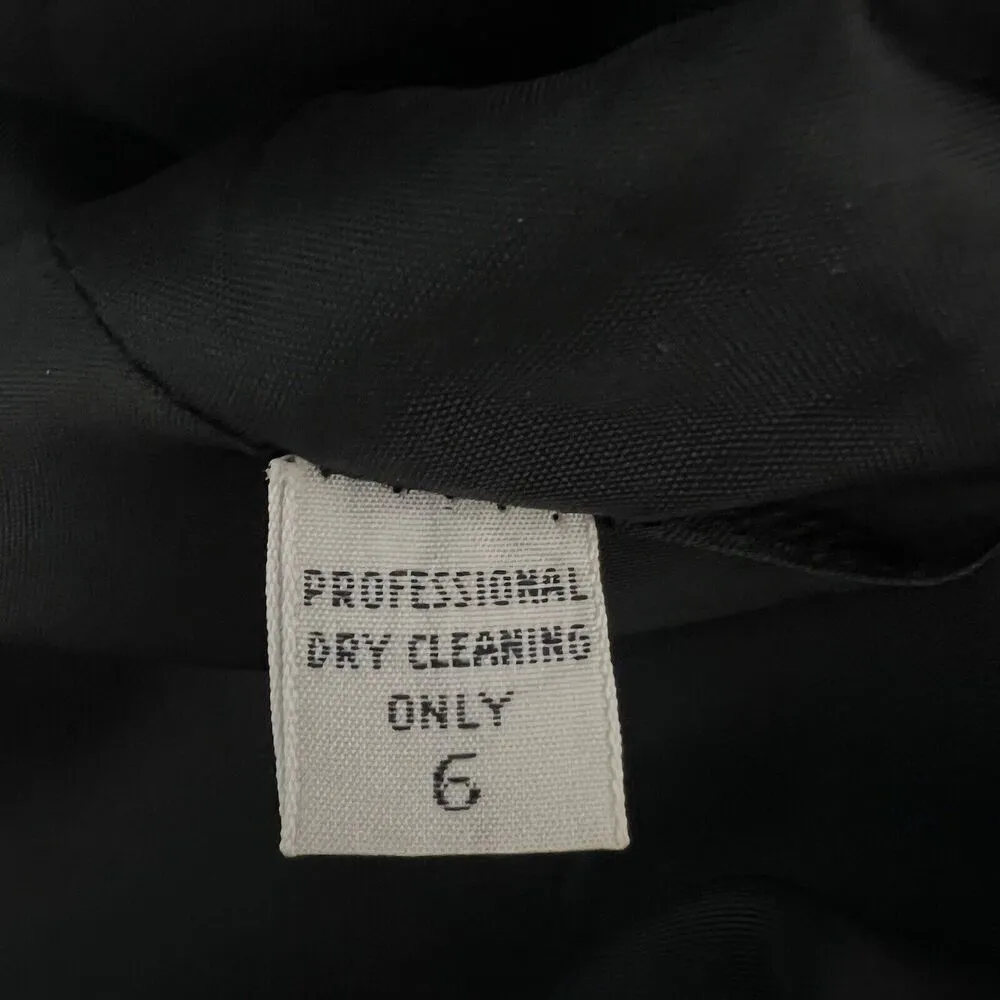 PROFESSIONAL
DRY CLEANING
ONLY
6